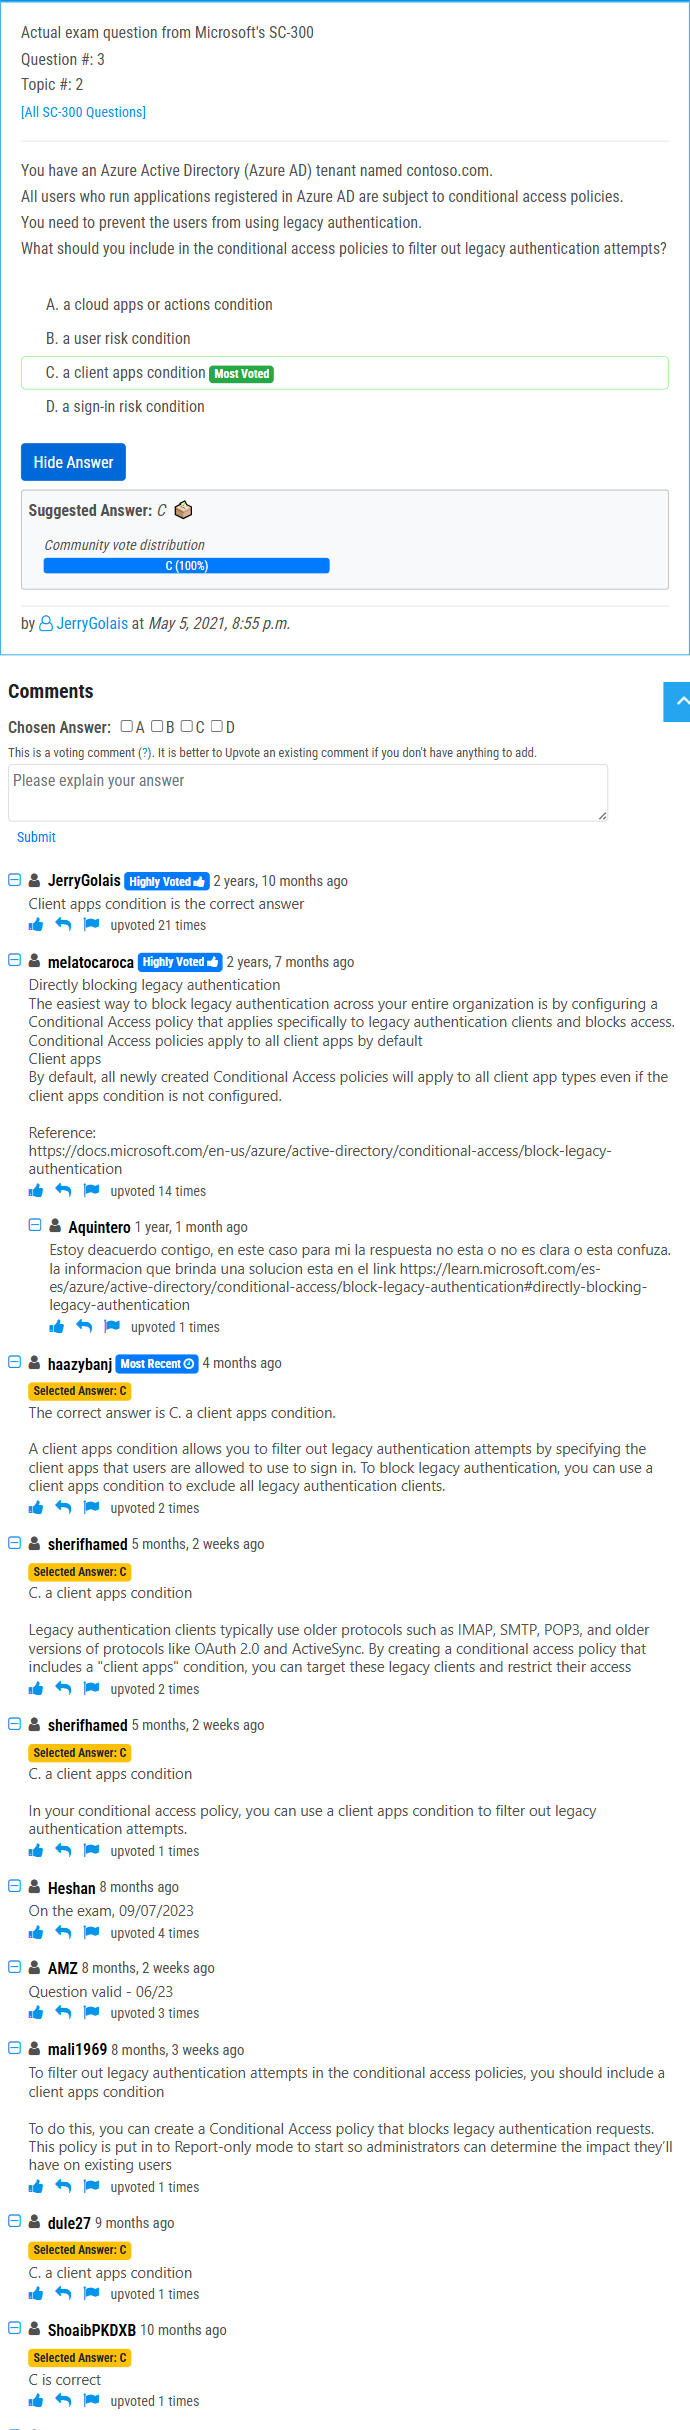 Actual exam question from Microsoft's SC-300
Question #: 3
Topic #: 2
[All SC-300 Questions]
You have an Azure Active Directory (Azure AD) tenant named contoso.com.
All users who run applications registered in Azure AD are subject to conditional access policies.
You need to prevent the users from using legacy authentication.
What should you include in the conditional access policies to filter out legacy authentication attempts?
A. a cloud apps or actions condition
B. a user risk condition
C. a client apps condition Most Voted
D. a sign-in risk condition
Hide Answer
Suggested Answer: C
Community vote distribution
C (100%)
by JerryGolais at May 5, 2021, 8:55 p.m.
Comments
Chosen Answer: A B C D
This is a voting comment (?). It is better to Upvote an existing comment if you don't have anything to add.
Please explain your answer
Submit
JerryGolais Highly Voted 2 years, 10 months ago
Client apps condition is the correct answer
upvoted 21 times
melatocaroca Highly Voted 2 years, 7 months ago
Directly blocking legacy authentication
The easiest way to block legacy authentication across your entire organization is by configuring a
Conditional Access policy that applies specifically to legacy authentication clients and blocks access.
Conditional Access policies apply to all client apps by default
Client apps
By default, all newly created Conditional Access policies will apply to all client app types even if the
client apps condition is not configured.
Reference:
https://docs.microsoft.com/en-us/azure/active-directory/conditional-access/block-legacy-
authentication
upvoted 14 times
Aquintero 1 year, 1 month ago
Estoy deacuerdo contigo, en este caso para mi la respuesta no esta o no es clara o esta confuza.
la informacion que brinda una solucion esta en el link https://learn.microsoft.com/es-
es/azure/active-directory/conditional-access/block-legacy-authentication#directly-blocking-
legacy-authentication
upvoted 1 times
haazybanj Most Recent 4 months ago
Selected Answer: C
The correct answer is C. a client apps condition.
A client apps condition allows you to filter out legacy authentication attempts by specifying the
client apps that users are allowed to use to sign in. To block legacy authentication, you can use a
client apps condition to exclude all legacy authentication clients.
upvoted 2 times
sherifhamed 5 months, 2 weeks ago
Selected Answer: C
C. a client apps condition
Legacy authentication clients typically use older protocols such as IMAP, SMTP, POP3, and older
versions of protocols like OAuth 2.0 and ActiveSync. By creating a conditional access policy that
includes a "client apps" condition, you can target these legacy clients and restrict their access
upvoted 2 times
sherifhamed 5 months, 2 weeks ago
Selected Answer: C
C. a client apps condition
In your conditional access policy, you can use a client apps condition to filter out legacy
authentication attempts.
upvoted 1 times
Heshan 8 months ago
On the exam, 09/07/2023
upvoted 4 times
AMZ 8 months, 2 weeks ago
Question valid - 06/23
upvoted 3 times
mali1969 8 months, 3 weeks ago
To filter out legacy authentication attempts in the conditional access policies, you should include a
client apps condition
To do this, you can create a Conditional Access policy that blocks legacy authentication requests.
This policy is put in to Report-only mode to start so administrators can determine the impact they'll
have on existing users
upvoted 1 times
dule27 9 months ago
Selected Answer: C
C. a client apps condition
upvoted 1 times
ShoaibPKDXB 10 months ago
Selected Answer: C
C is correct
upvoted 1 times